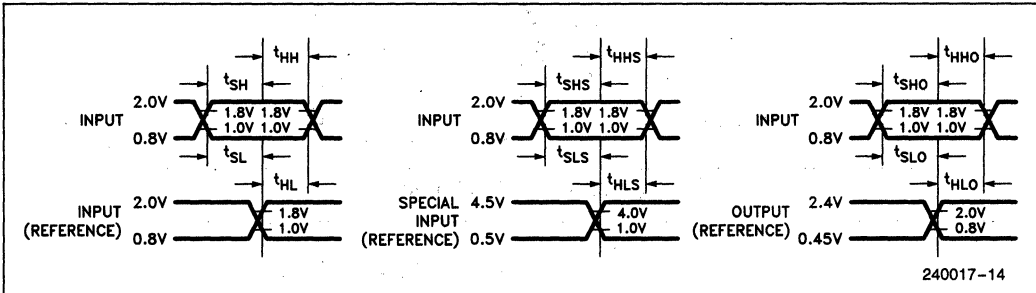 tHH tHHS tHHO
tSH tSHS tSHO
2.0V 2.0V 2.0V
INPUT 1.8V 1.8V INPUT 1.8V 1.8V INPUT 1.8V 1.8V
1.0V 1.0V 1.0V 1.0V 1.0V 1.0V
0.8V 0.8V 0.8V
tSL tSLS tSLO
tHL tHLS tHLO
INPUT (REFERENCE) 2.0V 1.8V 1.0V 0.8V
SPECIAL INPUT (REFERENCE) 4.5V 4.0V 1.0V 0.5V
OUTPUT (REFERENCE) 2.4V 2.0V 0.8V 0.45V
240017-14